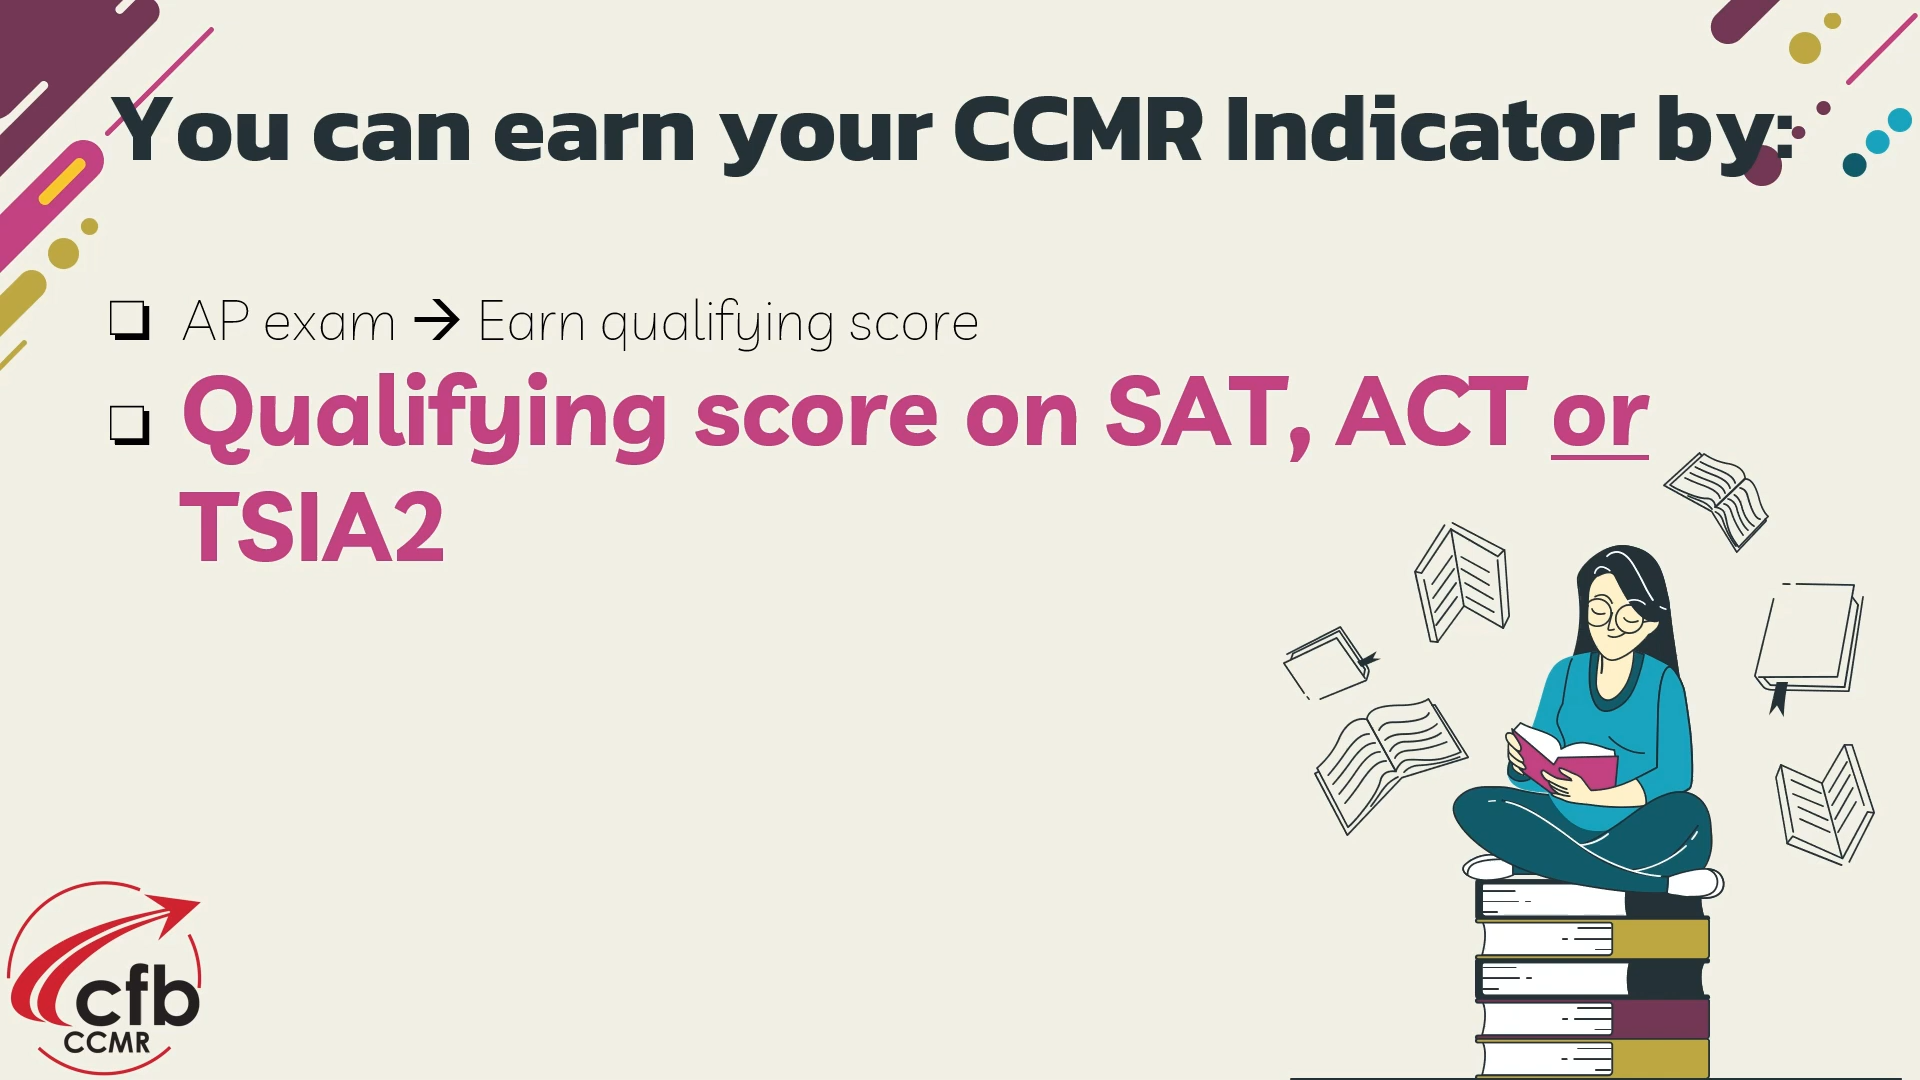 You can earn your CCMR Indicator by:
❏ AP exam → Earn qualifying score
❏ Qualifying score on SAT, ACT or
TSIA2
cfb
CCMR